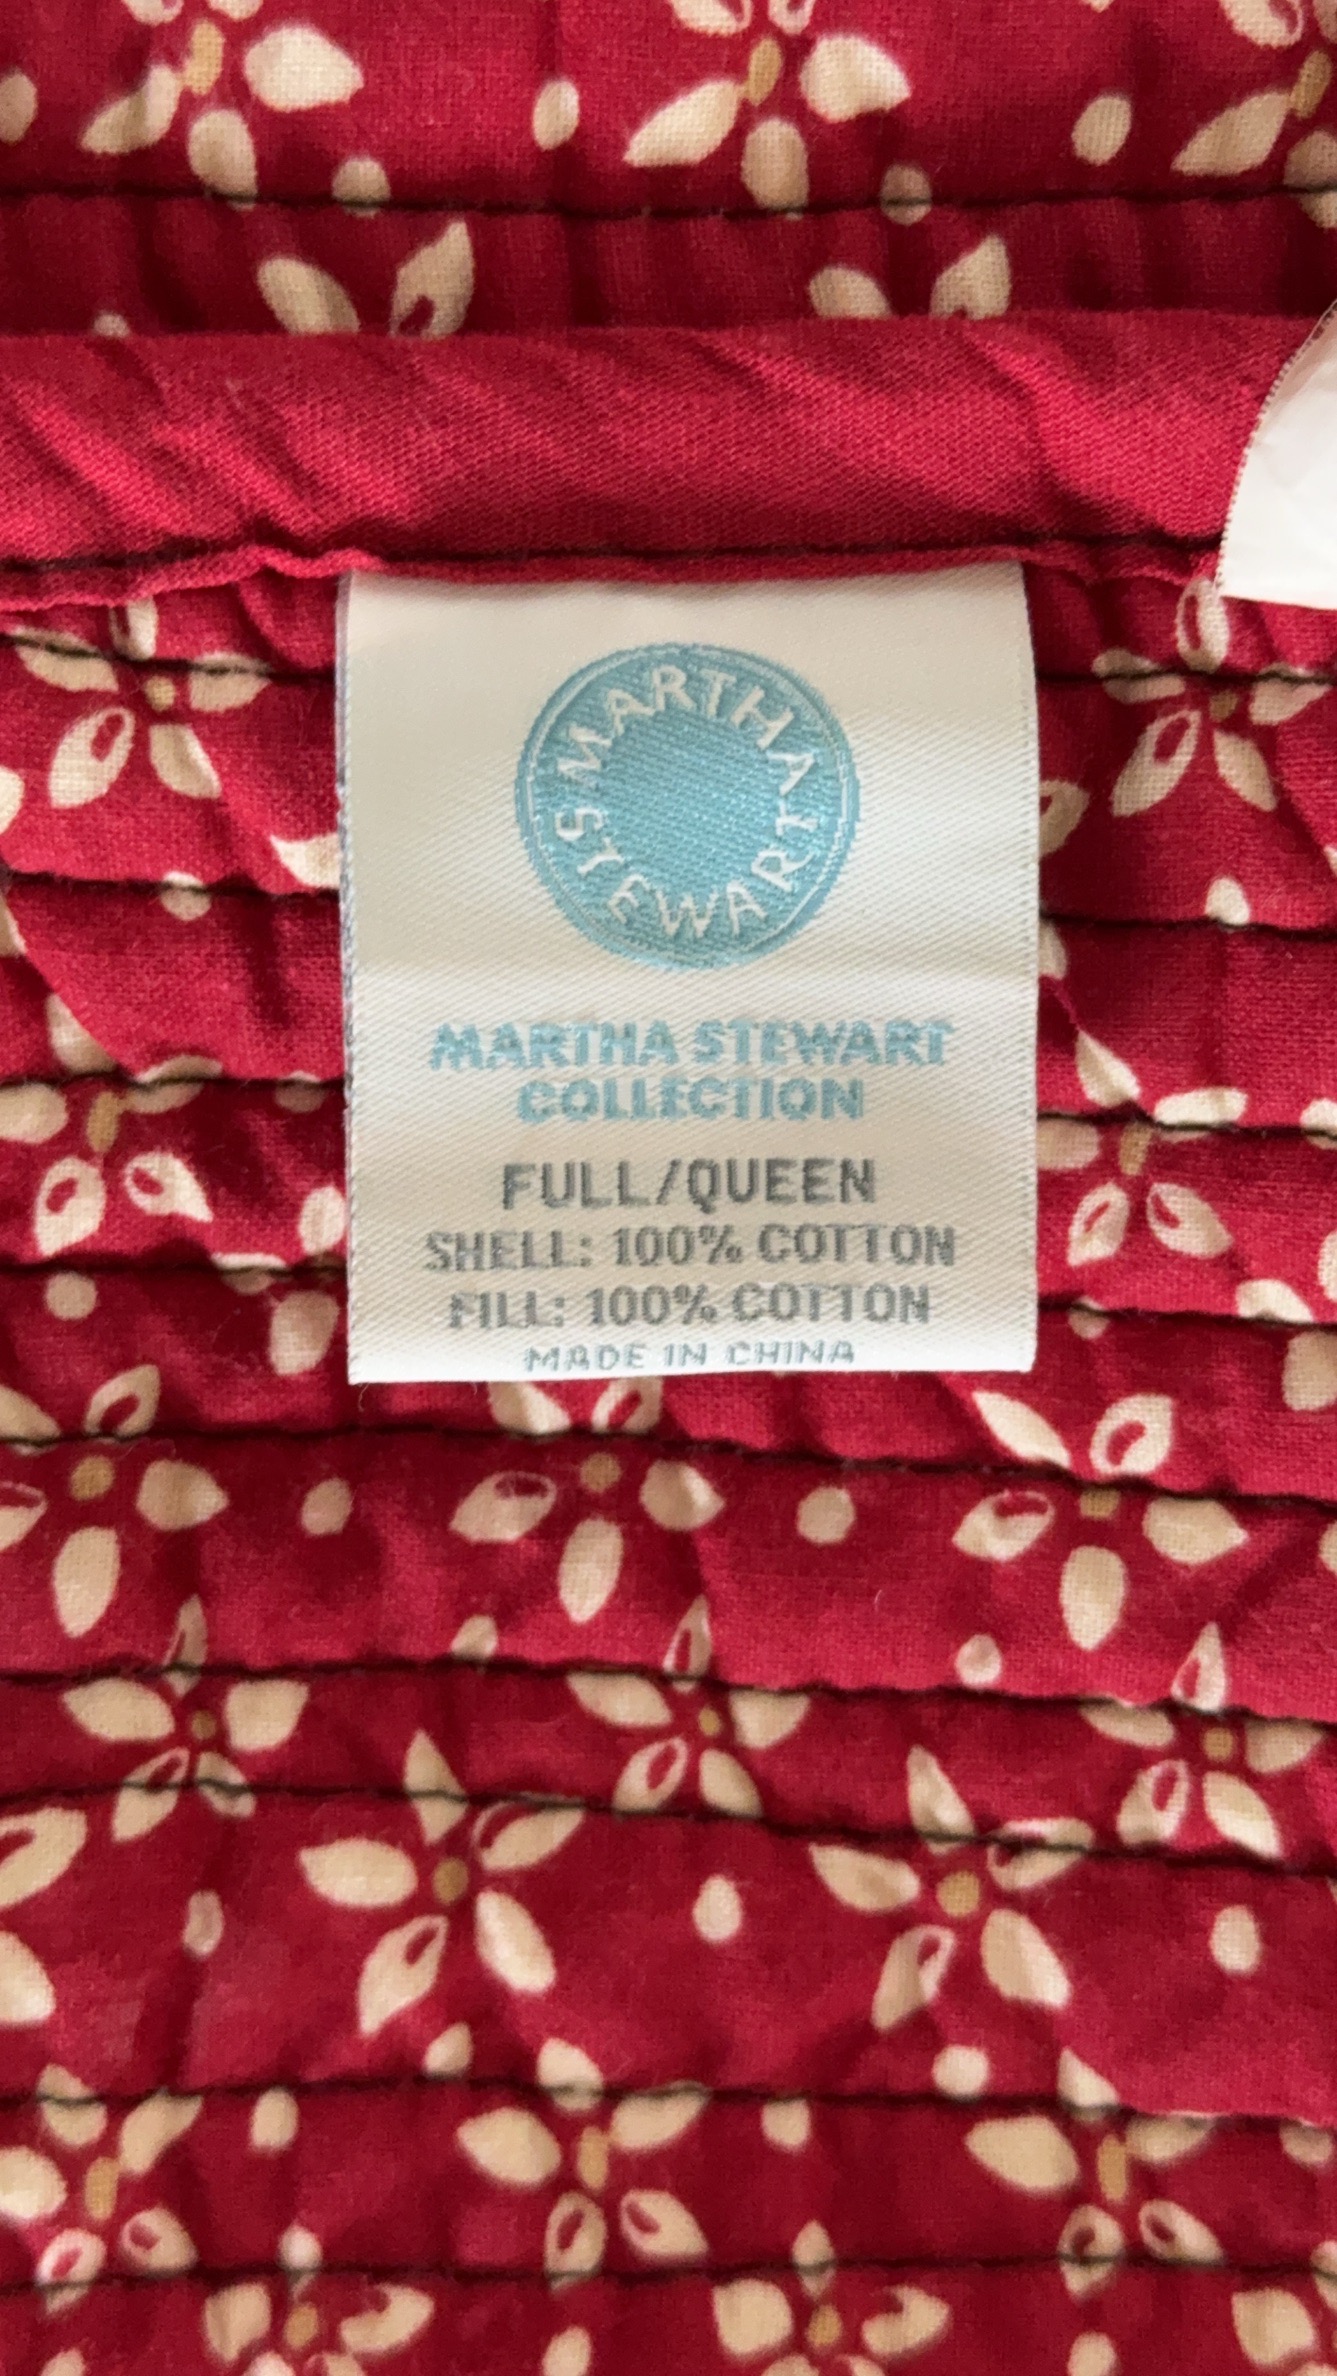 MARTHA STEWART
MARTHA STEWART
COLLECTION
FULL/QUEEN
SHELL: 100% COTTON
FILL: 100% COTTON
MADE IN CHINA